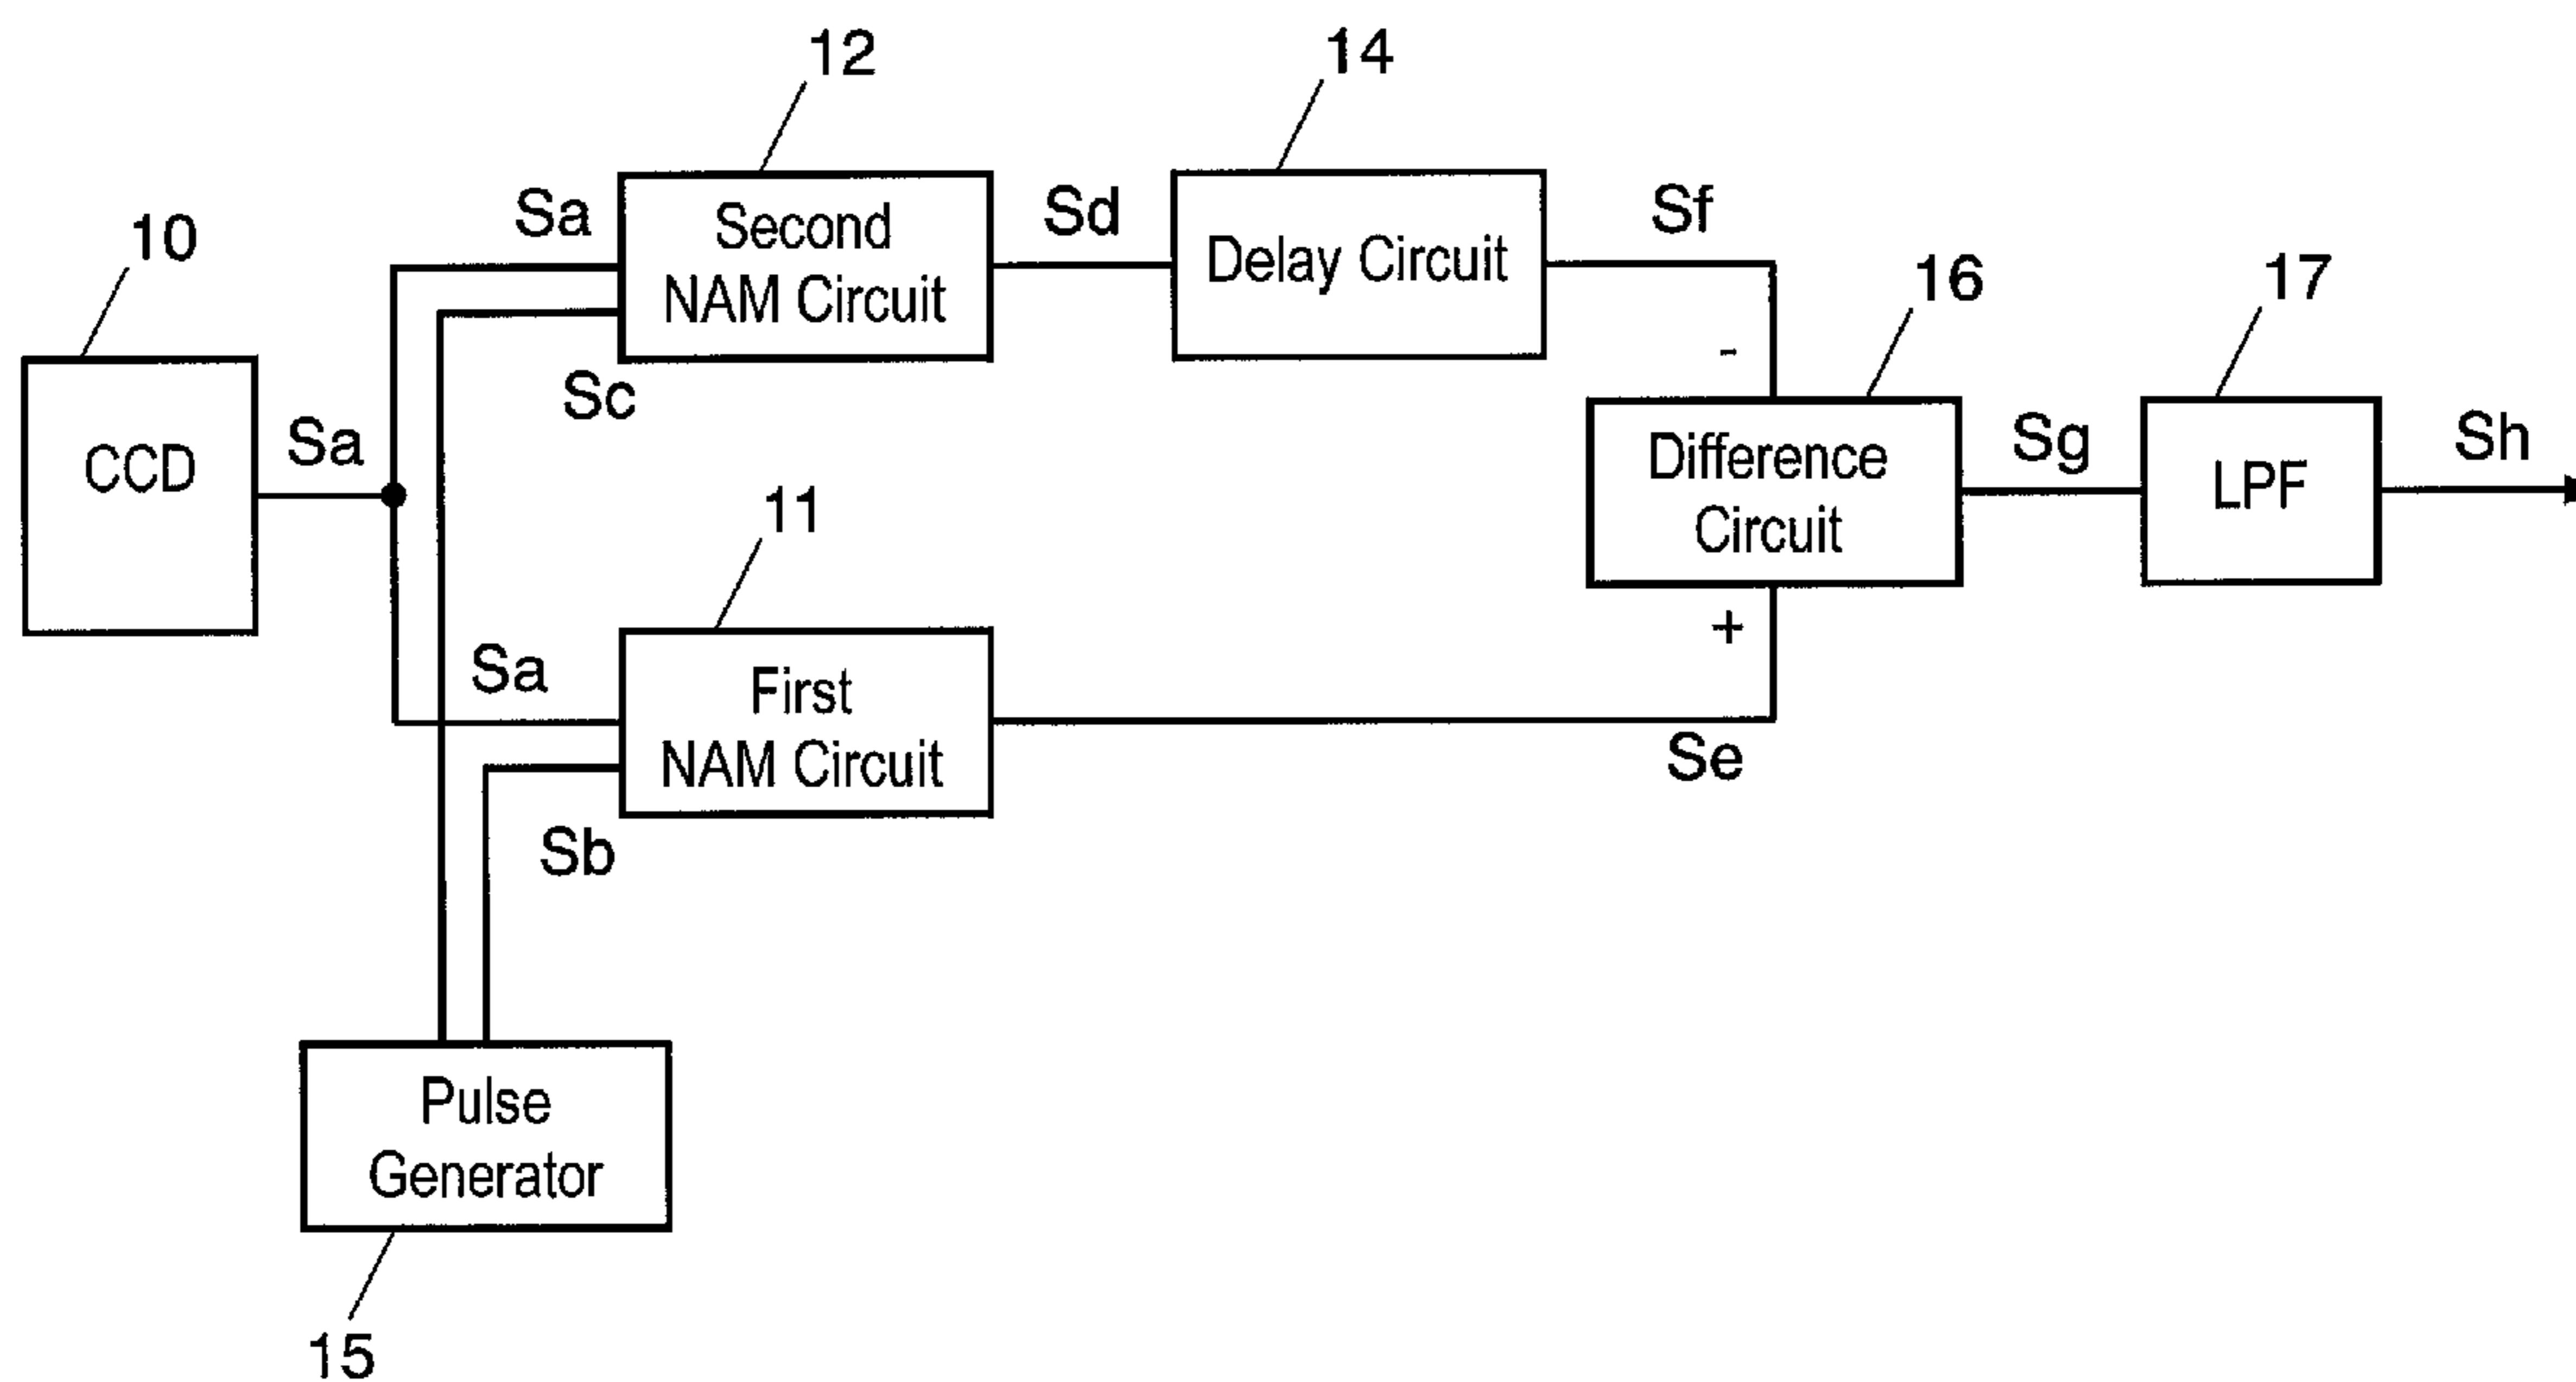 12
14
Sa
Second
NAM Circuit
Sd
Delay Circuit
Sf
10
16
17
Sc
-
CCD
Sa
Difference
Circuit
Sg
LPF
Sh
11
+
Sa
First
NAM Circuit
Se
Sb
Pulse
Generator
15